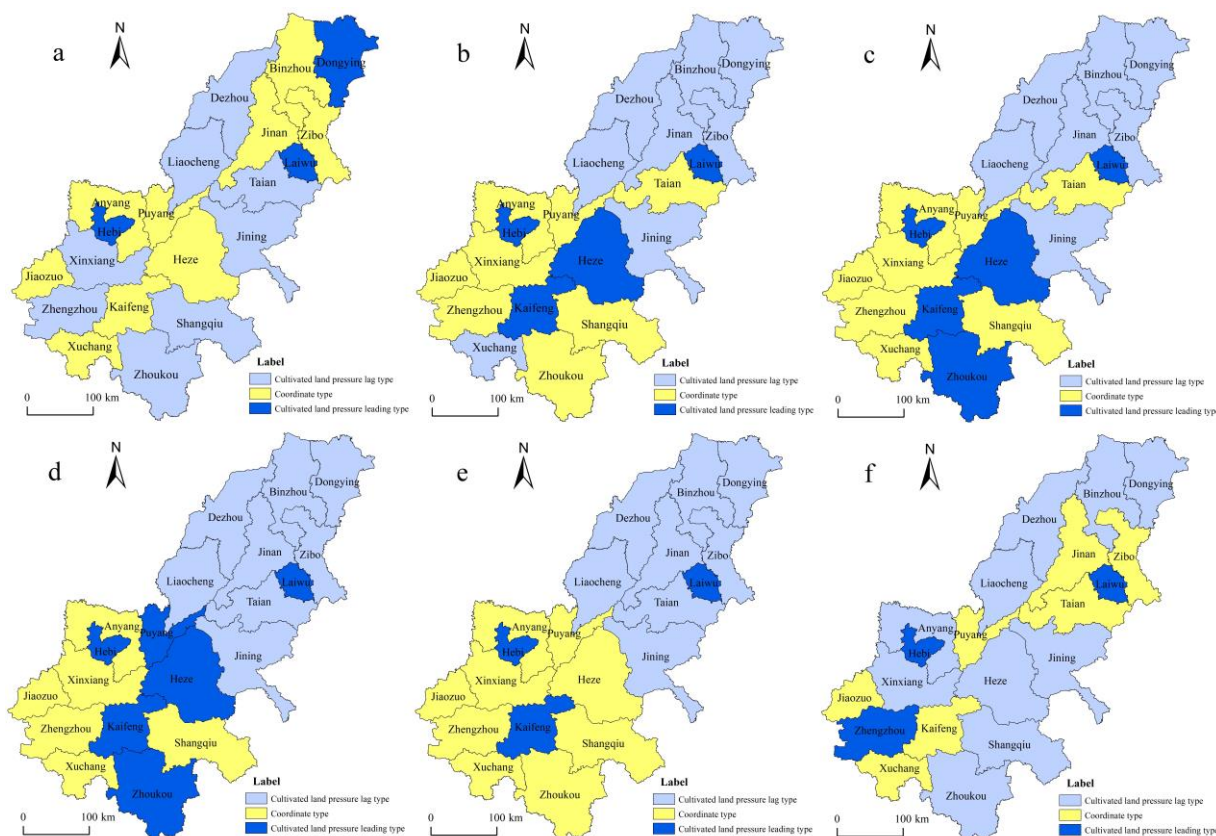 a
N
Binzhou
Dongying
Dezhou
Jinan
Zibo
Liaocheng
Laiwu
Taian
Anyang
Puyang
Hebi
Jining
Xinxiang
Heze
Jiaozuo
Zhengzhou
Kaifeng
Shangqiu
Xuchang
Zhoukou
Label
Cultivated land pressure lag type
Coordinate type
Cultivated land pressure leading type
0 100 km
b
N
Binzhou
Dongying
Dezhou
Jinan
Zibo
Liaocheng
Laiwu
Taian
Anyang
Puyang
Hebi
Jining
Xinxiang
Heze
Jiaozuo
Zhengzhou
Kaifeng
Shangqiu
Xuchang
Zhoukou
Label
Cultivated land pressure lag type
Coordinate type
Cultivated land pressure leading type
0 100 km
c
N
Binzhou
Dongying
Dezhou
Jinan
Zibo
Liaocheng
Laiwu
Taian
Anyang
Puyang
Hebi
Jining
Xinxiang
Heze
Jiaozuo
Zhengzhou
Kaifeng
Shangqiu
Xuchang
Zhoukou
Label
Cultivated land pressure lag type
Coordinate type
Cultivated land pressure leading type
0 100 km
d
N
Binzhou
Dongying
Dezhou
Jinan
Zibo
Liaocheng
Laiwu
Taian
Anyang
Puyang
Hebi
Jining
Xinxiang
Heze
Jiaozuo
Zhengzhou
Kaifeng
Shangqiu
Xuchang
Zhoukou
Label
Cultivated land pressure lag type
Coordinate type
Cultivated land pressure leading type
0 100 km
e
N
Binzhou
Dongying
Dezhou
Jinan
Zibo
Liaocheng
Laiwu
Taian
Anyang
Puyang
Hebi
Jining
Xinxiang
Heze
Jiaozuo
Zhengzhou
Kaifeng
Shangqiu
Xuchang
Zhoukou
Label
Cultivated land pressure lag type
Coordinate type
Cultivated land pressure leading type
0 100 km
f
N
Binzhou
Dongying
Dezhou
Jinan
Zibo
Liaocheng
Laiwu
Taian
Anyang
Puyang
Hebi
Jining
Xinxiang
Heze
Jiaozuo
Zhengzhou
Kaifeng
Shangqiu
Xuchang
Zhoukou
Label
Cultivated land pressure lag type
Coordinate type
Cultivated land pressure leading type
0 100 km